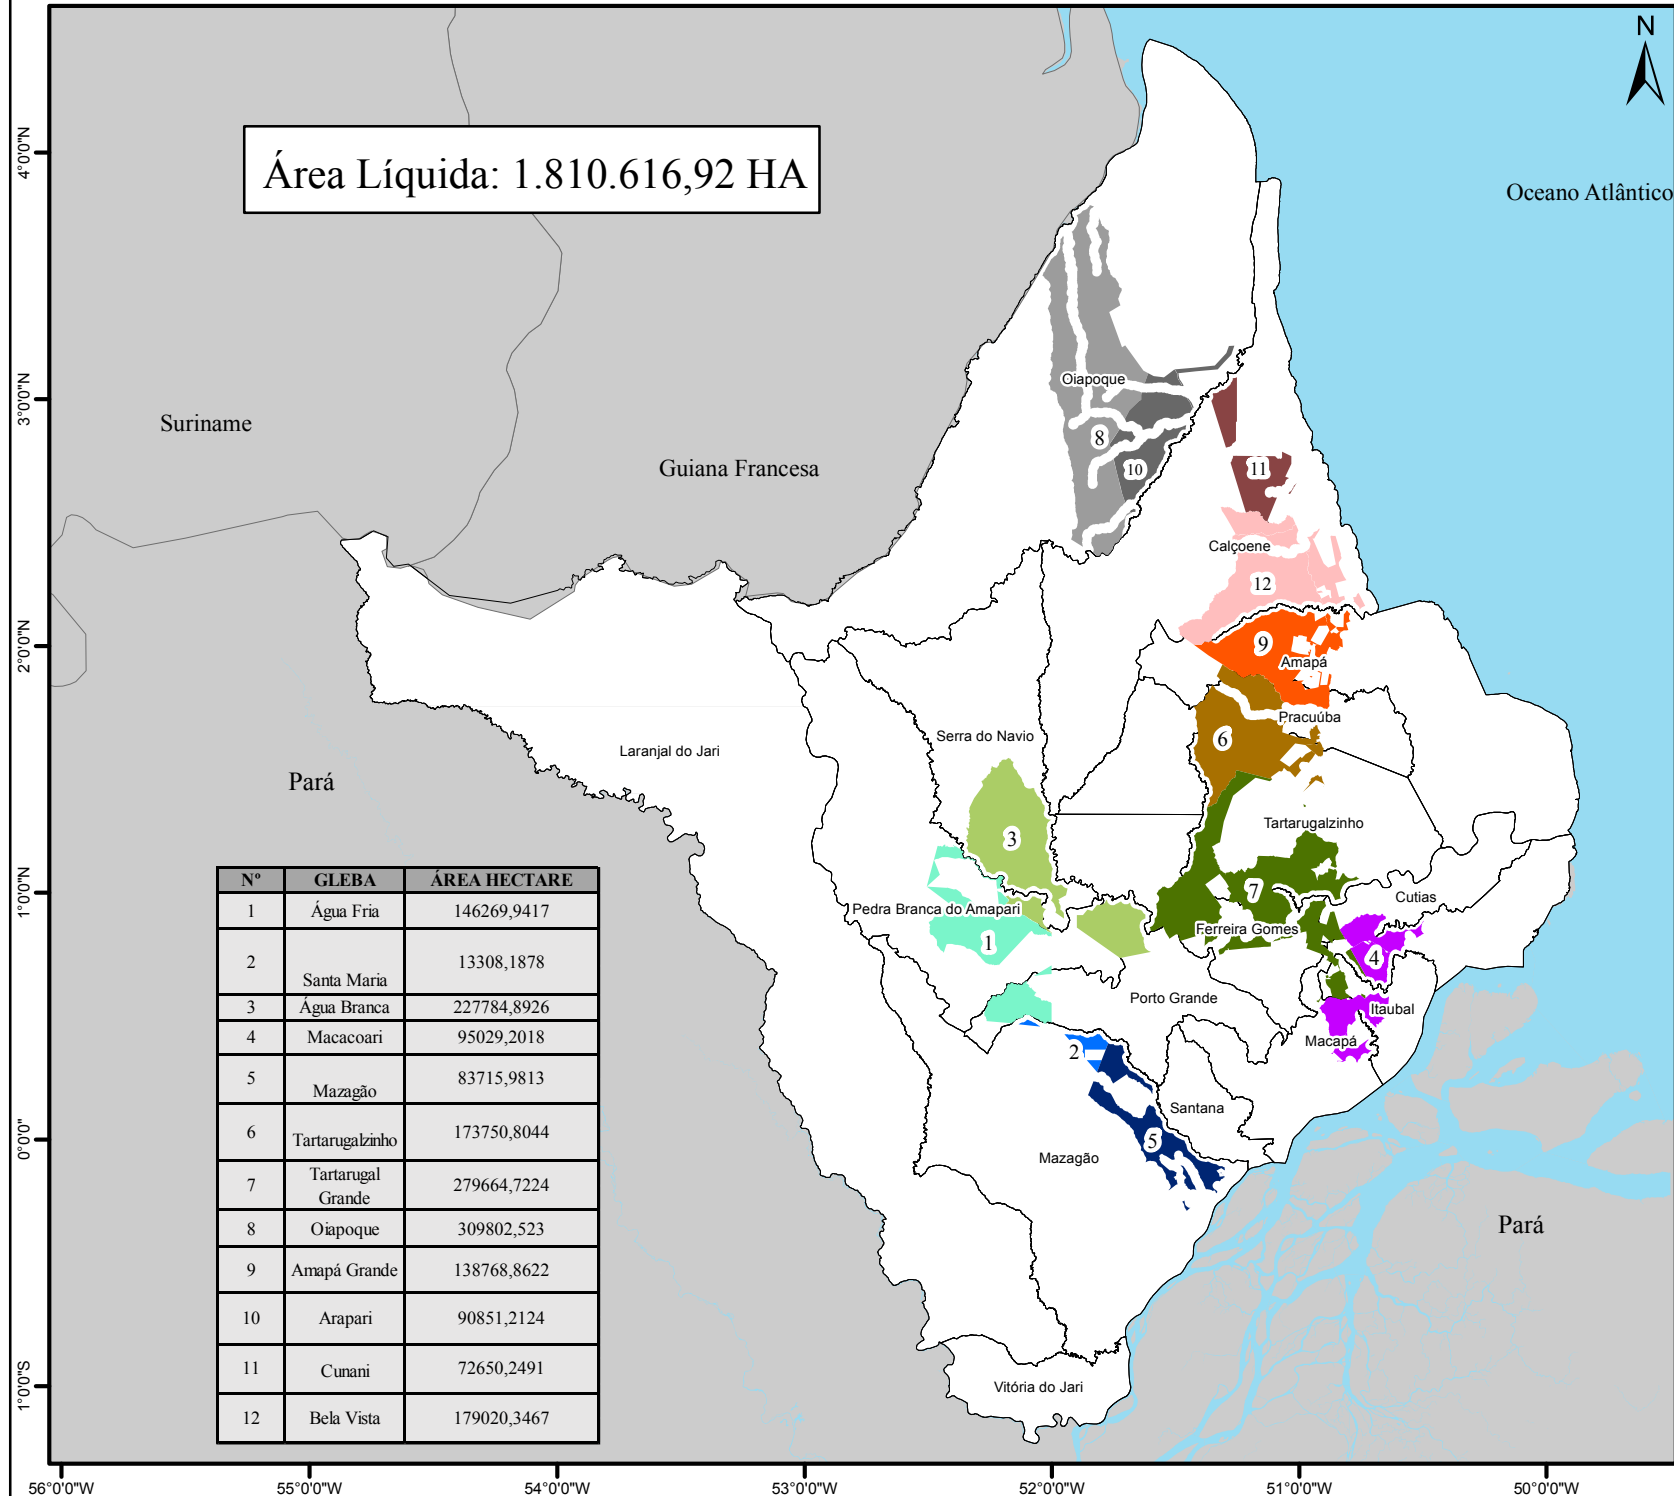 N
4°0'0"N
3°0'0"N
2°0'0"N
1°0'0"N
0°0'0"
1°0'0"S
Área Líquida: 1.810.616,92 HA
Oceano Atlântico
Suriname
Guiana Francesa
Pará
Pará
Oiapoque
8
10
11
Calçoene
12
9
Amapá
Pracuúba
6
Serra do Navio
Laranjal do Jari
3
Tartarugalzinho
7
Cutias
Pedra Branca do Amapari
1
Ferreira Gomes
4
Porto Grande
Itaubal
Macapá
2
Santana
5
Mazagão
Vitória do Jari
Nº GLEBA ÁREA HECTARE
1 Água Fria 146269,9417
2 Santa Maria 13308,1878
3 Água Branca 227784,8926
4 Macacoari 95029,2018
5 Mazagão 83715,9813
6 Tartarugalzinho 173750,8044
7 Tartarugal Grande 279664,7224
8 Oiapoque 309802,523
9 Amapá Grande 138768,8622
10 Arapari 90851,2124
11 Cunani 72650,2491
12 Bela Vista 179020,3467
56°0'0"W
55°0'0"W
54°0'0"W
53°0'0"W
52°0'0"W
51°0'0"W
50°0'0"W